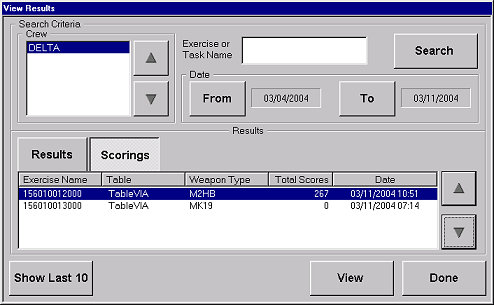 View Results
Search Criteria
Crew
DELTA
Exercise or
Task Name
Search
Date
From 03/04/2004 To 03/11/2004
Results
Results Scorings
Exercise Name Table Weapon Type Total Scores Date
156010012000 TableVIA M2HB 267 03/11/2004 10:51
156010013000 TableVIA MK19 0 03/11/2004 07:14
Show Last 10 View Done